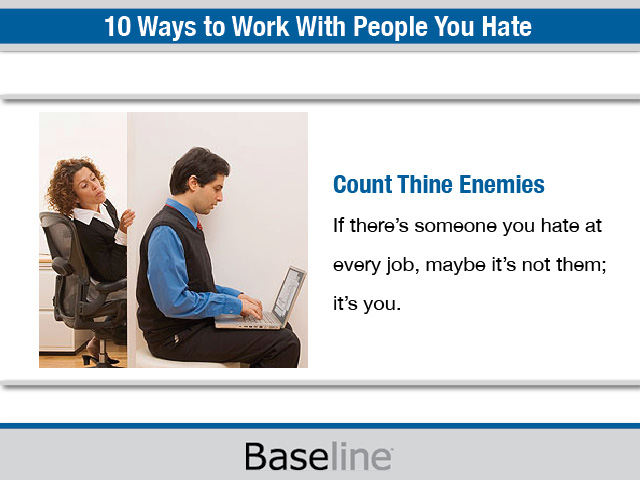 10 Ways to Work With People You Hate
Count Thine Enemies
If there's someone you hate at
every job, maybe it's not them;
it's you.
Baseline